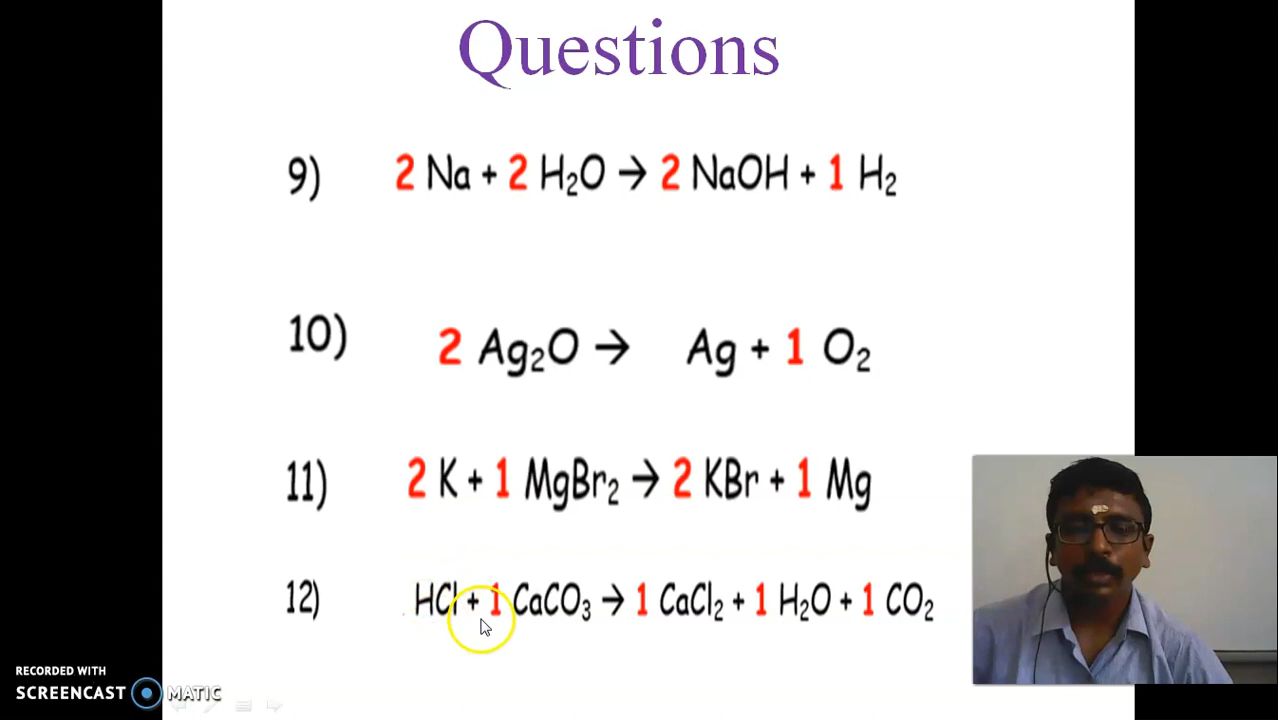 Questions
9) 2 Na + 2 H₂O → 2 NaOH + 1 H₂
10) 2 Ag₂O → Ag + 1 O₂
11) 2 K + 1 MgBr₂ → 2 KBr + 1 Mg
12) HCl + 1 CaCO₃ → 1 CaCl₂ + 1 H₂O + 1 CO₂
RECORDED WITH
SCREENCAST MATIC